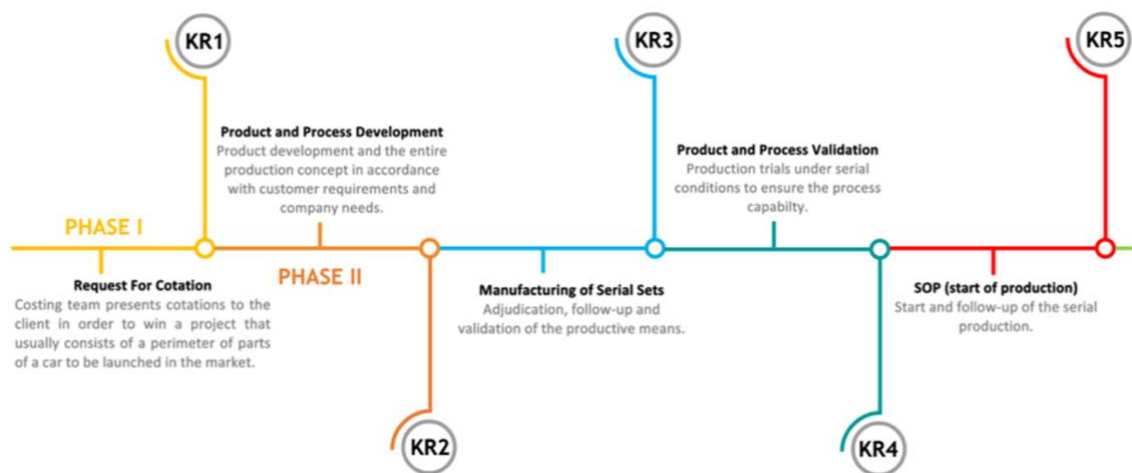 KR1
KR3
KR5
Product and Process Development
Product development and the entire
production concept in accordance
with customer requirements and
company needs.
Product and Process Validation
Production trials under serial
conditions to ensure the process
capabilty.
PHASE I
PHASE II
Request For Cotation
Costing team presents cotations to the
client in order to win a project that
usually consists of a perimeter of parts
of a car to be launched in the market.
Manufacturing of Serial Sets
Adjudication, follow-up and
validation of the productive means.
SOP (start of production)
Start and follow-up of the serial
production.
KR2
KR4